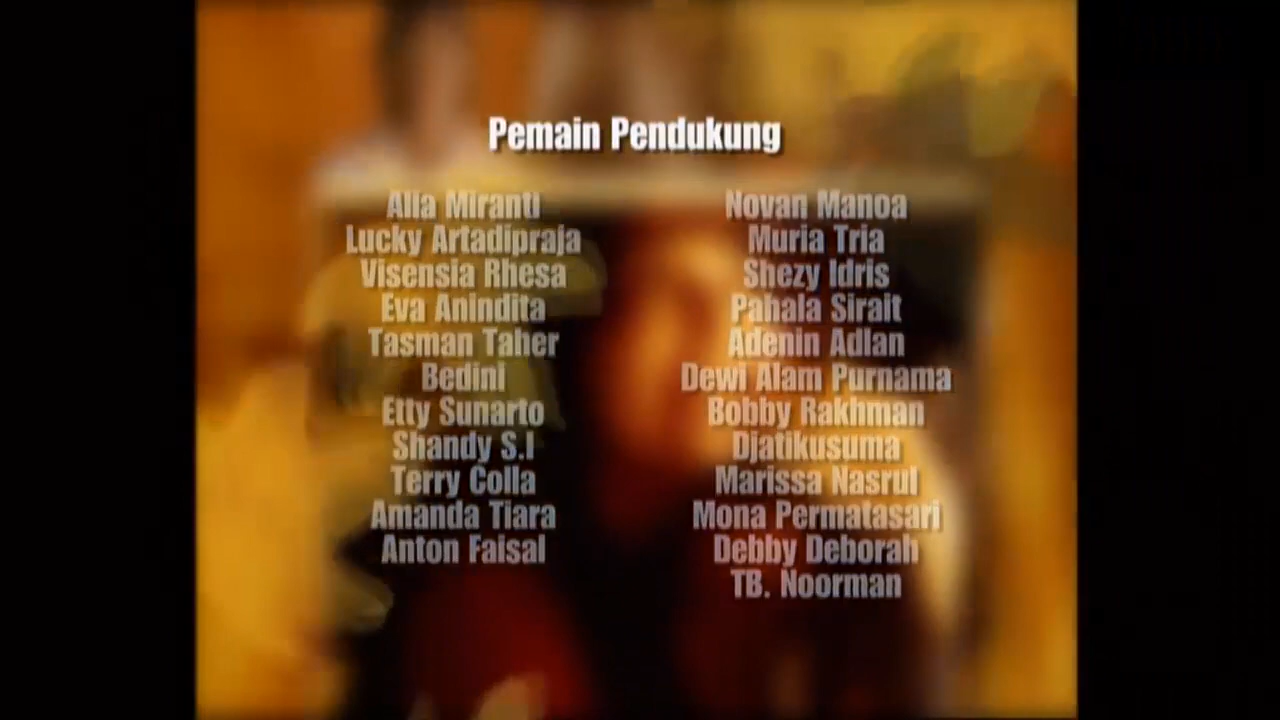 Pemain Pendukung
Alia Miranti
Lucky Artadipraja
Visensia Rhesa
Eva Anindita
Tasman Taher
Bedini
Etty Sunarto
Shandy S.I
Terry Colla
Amanda Tiara
Anton Faisal
Novan Manoa
Muria Tria
Shezy Idris
Pahala Sirait
Adenin Adlan
Dewi Alam Purnama
Bobby Rakhman
Djatikusuma
Marissa Nasrul
Mona Permatasari
Debby Deborah
TB. Noorman